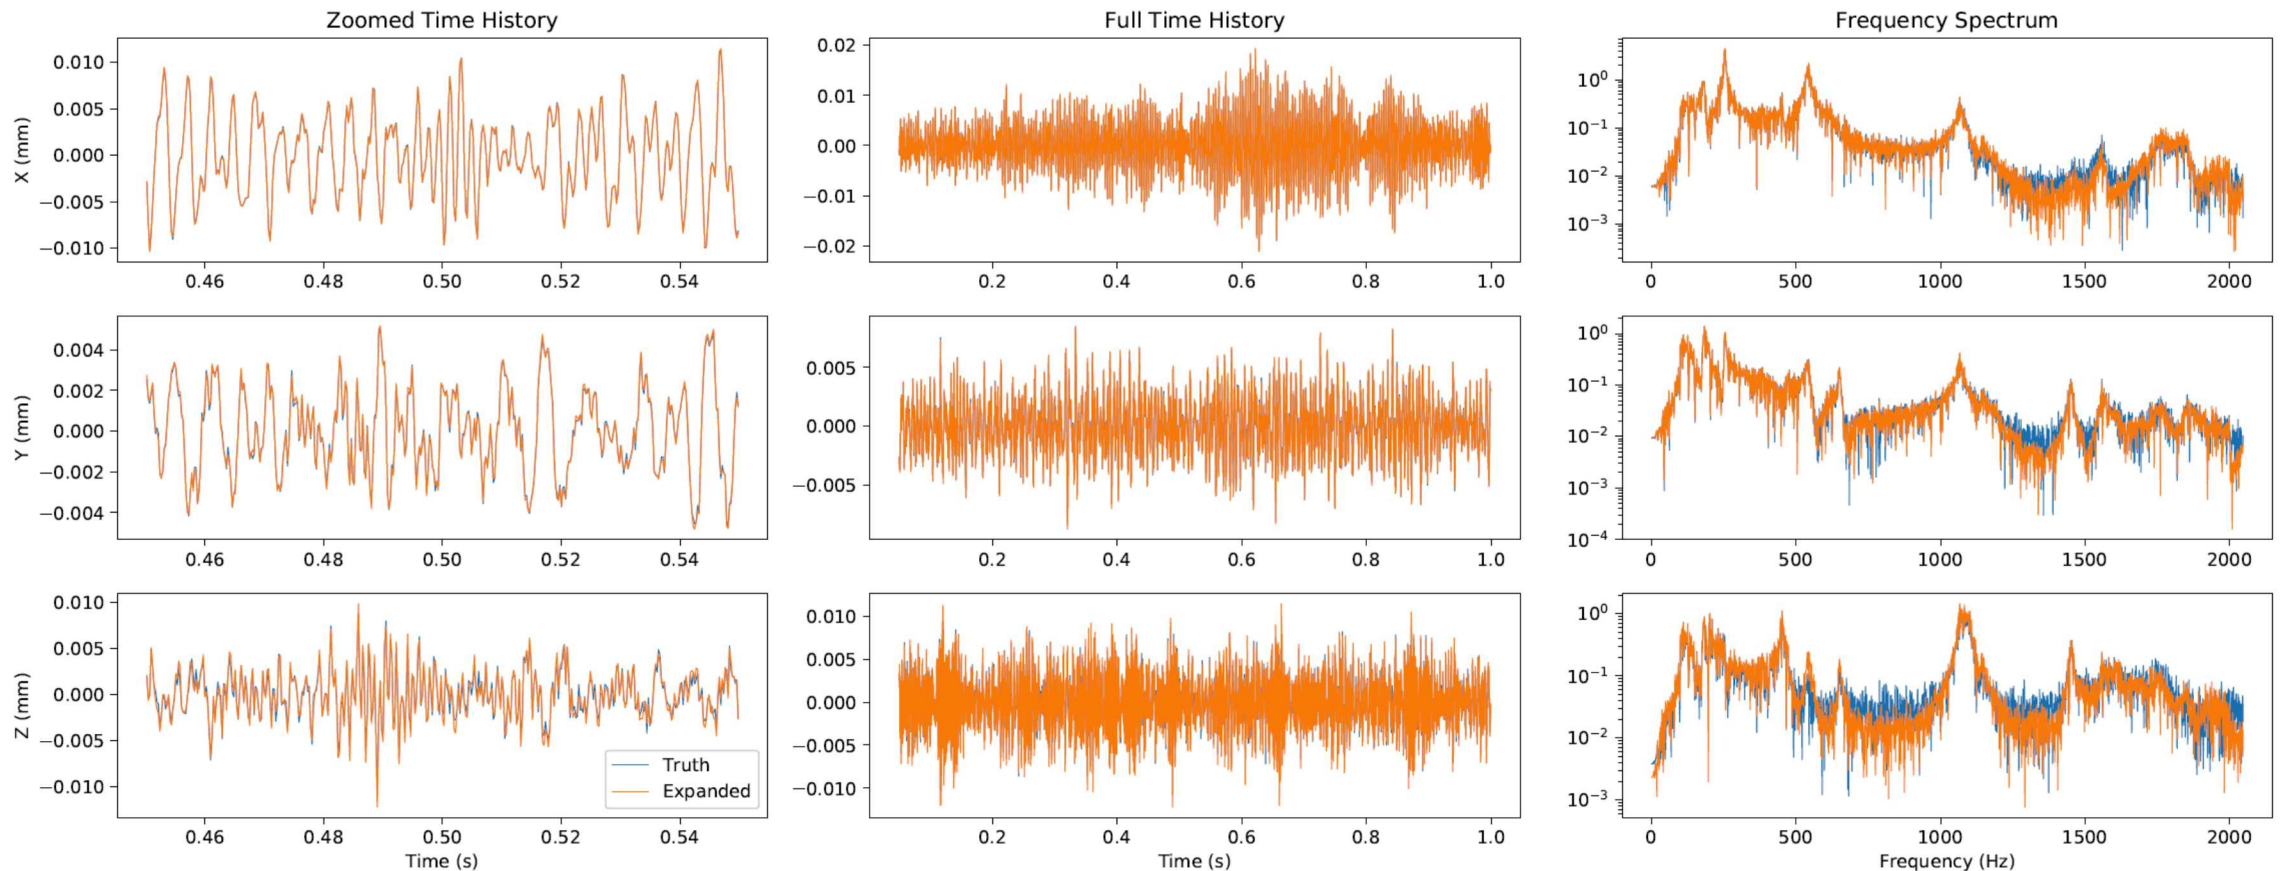 Zoomed Time History
Full Time History
Frequency Spectrum
X (mm)
0.010
0.005
0.000
−0.005
−0.010
0.46 0.48 0.50 0.52 0.54
0.02
0.01
0.00
−0.01
−0.02
0.2 0.4 0.6 0.8 1.0
10⁰
10⁻¹
10⁻²
10⁻³
0 500 1000 1500 2000
Y (mm)
0.004
0.002
0.000
−0.002
−0.004
0.46 0.48 0.50 0.52 0.54
0.005
0.000
−0.005
0.2 0.4 0.6 0.8 1.0
10⁰
10⁻¹
10⁻²
10⁻³
10⁻⁴
0 500 1000 1500 2000
Z (mm)
0.010
0.005
0.000
−0.005
−0.010
Truth
Expanded
0.46 0.48 0.50 0.52 0.54
Time (s)
0.010
0.005
0.000
−0.005
−0.010
0.2 0.4 0.6 0.8 1.0
Time (s)
10⁰
10⁻¹
10⁻²
10⁻³
0 500 1000 1500 2000
Frequency (Hz)